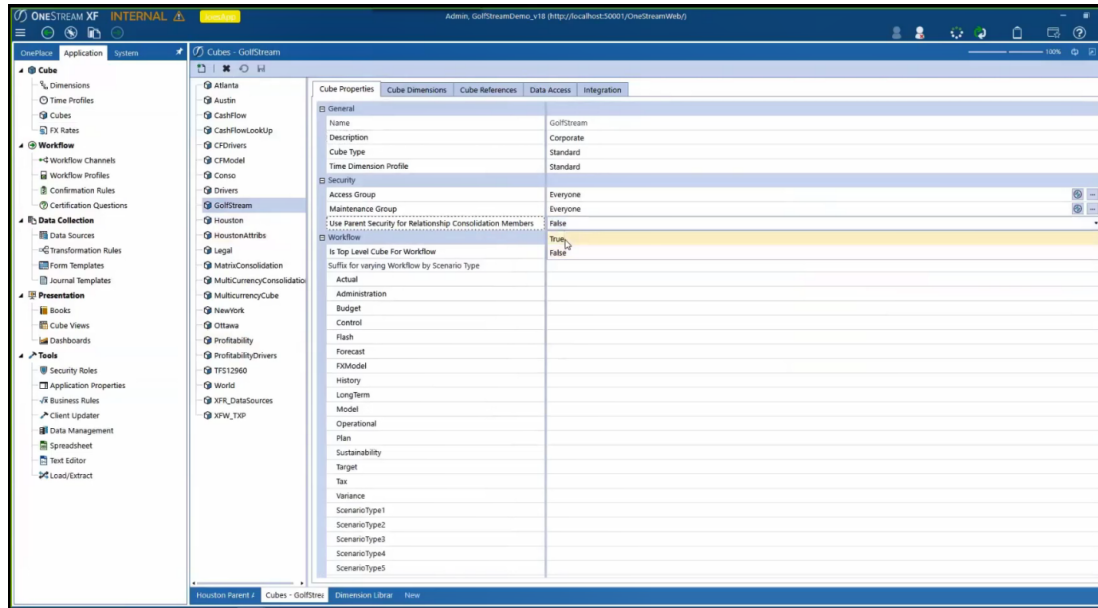 ONESTREAM XF INTERNAL
Admin, GolfStreamDemo_v18 (http://localhost:50001/OneStreamWeb/)
OnePlace Application System
Cubes - GolfStream
100%
Cube
Dimensions
Time Profiles
Cubes
FX Rates
Workflow
Workflow Channels
Workflow Profiles
Confirmation Rules
Certification Questions
Data Collection
Data Sources
Transformation Rules
Form Templates
Journal Templates
Presentation
Books
Cube Views
Dashboards
Tools
Security Roles
Application Properties
Business Rules
Client Updater
Data Management
Spreadsheet
Text Editor
Load/Extract
Atlanta
Austin
CashFlow
CashFlowLookUp
CFDrivers
CFModel
Conso
Drivers
GolfStream
Houston
HoustonAttribs
Legal
MatrixConsolidation
MultiCurrencyConsolidatio
MulticurrencyCube
NewYork
Ottawa
Profitability
ProfitabilityDrivers
TFS12960
World
XFR_DataSources
XFW_TXP
Cube Properties Cube Dimensions Cube References Data Access Integration
General
Name GolfStream
Description Corporate
Cube Type Standard
Time Dimension Profile Standard
Security
Access Group Everyone
Maintenance Group Everyone
Use Parent Security for Relationship Consolidation Members False
Workflow True
Is Top Level Cube For Workflow False
Suffix for varying Workflow by Scenario Type
Actual
Administration
Budget
Control
Flash
Forecast
FXModel
History
LongTerm
Model
Operational
Plan
Sustainability
Target
Tax
Variance
ScenarioType1
ScenarioType2
ScenarioType3
ScenarioType4
ScenarioType5
Houston Parent Cubes - GolfStrea Dimension Librar New